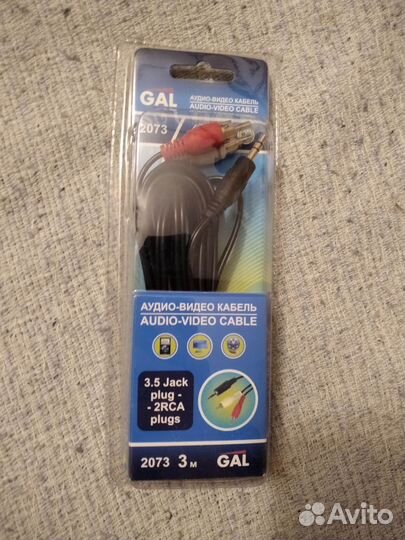 GAL
АУДИО-ВИДЕО КАБЕЛЬ
AUDIO-VIDEO CABLE
2073
АУДИО-ВИДЕО КАБЕЛЬ
AUDIO-VIDEO CABLE
3.5 Jack
plug -
- 2RCA
plugs
2073 3 м GAL
Avito